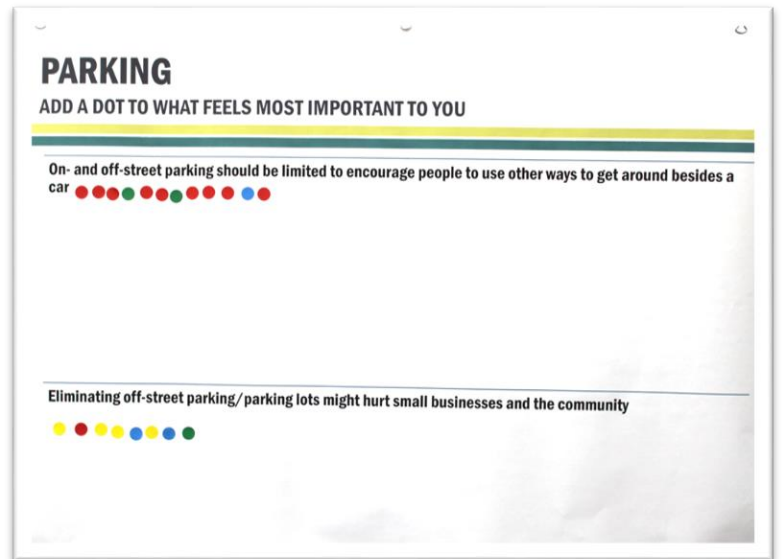 PARKING
ADD A DOT TO WHAT FEELS MOST IMPORTANT TO YOU
On- and off-street parking should be limited to encourage people to use other ways to get around besides a
car
Eliminating off-street parking/parking lots might hurt small businesses and the community